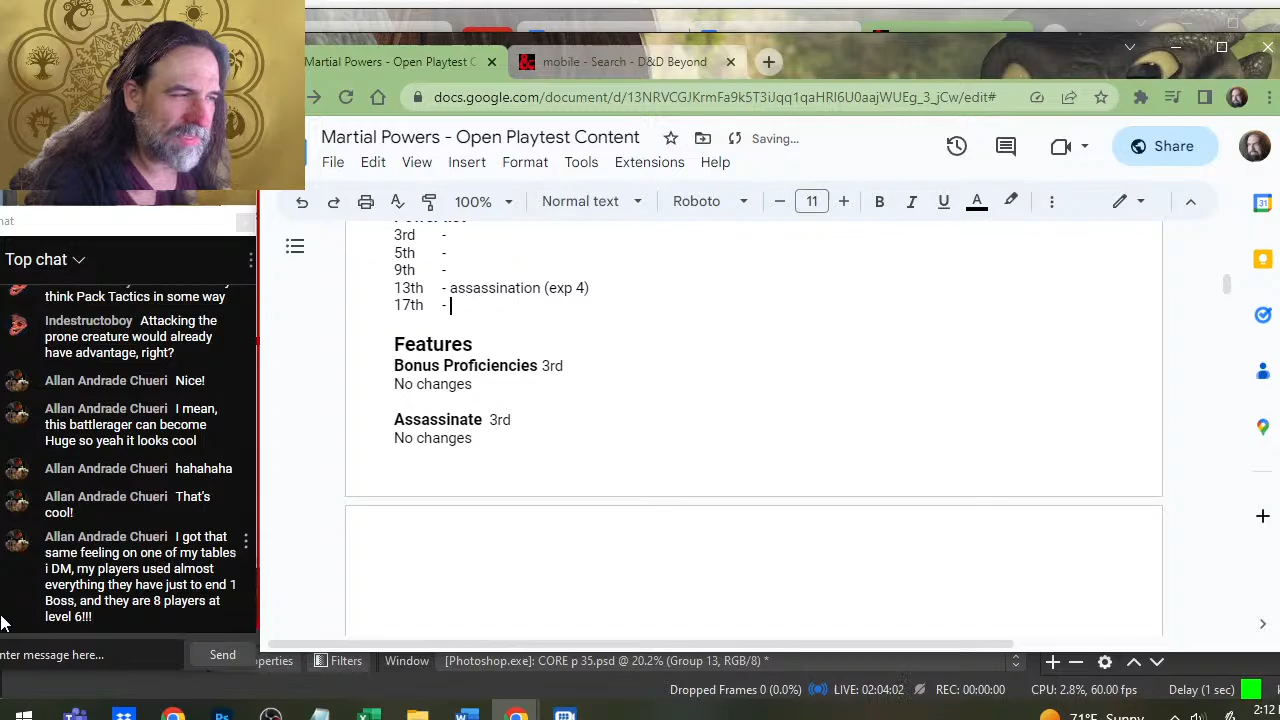 Martial Powers - Open Playtest C
mobile - Search - D&D Beyond
docs.google.com/document/d/13NRVCGJKrmFa9k5T3iJqq1qaHRl6U0aajWUEg_3_jCw/edit#
Martial Powers - Open Playtest Content
Saving...
File Edit View Insert Format Tools Extensions Help
Share
100% Normal text Roboto 11 B I U A
hat
Top chat
think Pack Tactics in some way
Indestructoboy Attacking the
prone creature would already
have advantage, right?
Allan Andrade Chueri Nice!
Allan Andrade Chueri I mean,
this battlerager can become
Huge so yeah it looks cool
Allan Andrade Chueri hahahaha
Allan Andrade Chueri That's
cool!
Allan Andrade Chueri I got that
same feeling on one of my tables
i DM, my players used almost
everything they have just to end 1
Boss, and they are 8 players at
level 6!!!
nter message here...
Send
3rd -
5th -
9th -
13th - assassination (exp 4)
17th -
Features
Bonus Proficiencies 3rd
No changes
Assassinate 3rd
No changes
operties Filters Window [Photoshop.exe]: CORE p 35.psd @ 20.2% (Group 13, RGB/8) *
Dropped Frames 0 (0.0%) LIVE: 02:04:02 REC: 00:00:00 CPU: 2.8%, 60.00 fps Delay (1 sec)
71°F Sunny 2:12